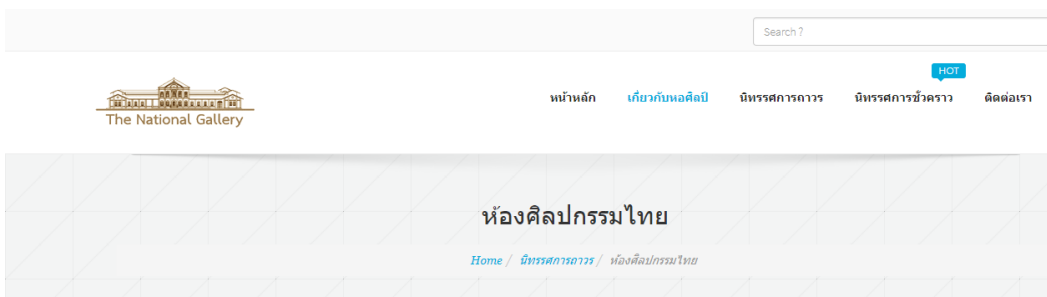 Search ?
HOT
The National Gallery
หน้าหลัก เกี่ยวกับหอศิลป์ นิทรรศการถาวร นิทรรศการชั่วคราว ติดต่อเรา
ห้องศิลปกรรมไทย
Home / นิทรรศการถาวร / ห้องศิลปกรรมไทย